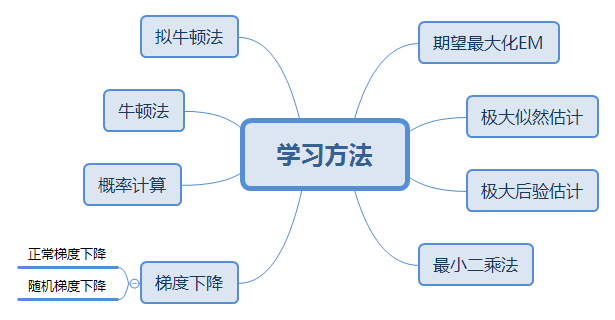 拟牛顿法
期望最大化EM
牛顿法
极大似然估计
学习方法
概率计算
极大后验估计
正常梯度下降
最小二乘法
梯度下降
随机梯度下降